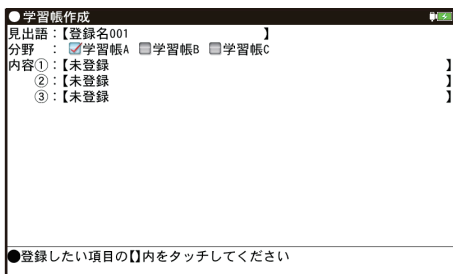 ●学習帳作成
見出語:【登録名001 】
分野 : 学習帳A 学習帳B 学習帳C
内容①:【未登録 】
②:【未登録 】
③:【未登録 】
●登録したい項目の【】内をタッチしてください